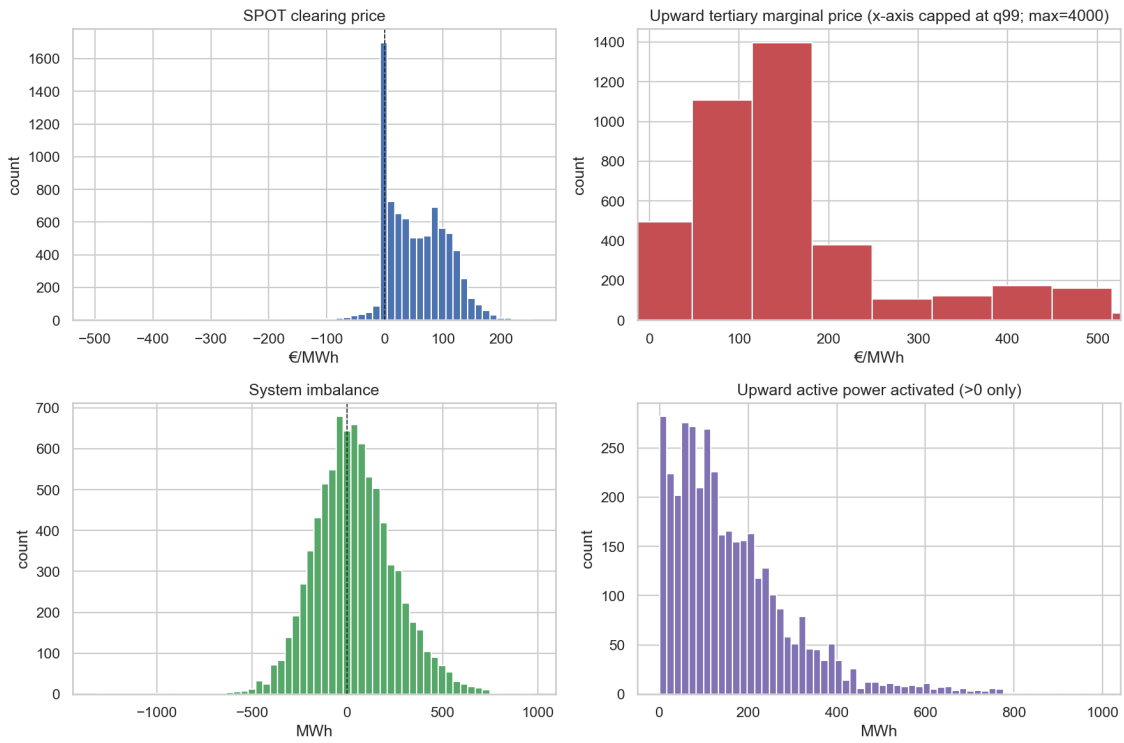 SPOT clearing price
count
1600
1400
1200
1000
800
600
400
200
0
−500 −400 −300 −200 −100 0 100 200
€/MWh
Upward tertiary marginal price (x-axis capped at q99; max=4000)
count
1400
1200
1000
800
600
400
200
0
0 100 200 300 400 500
€/MWh
System imbalance
count
700
600
500
400
300
200
100
0
−1000 −500 0 500 1000
MWh
Upward active power activated (>0 only)
count
250
200
150
100
50
0
0 200 400 600 800 1000
MWh